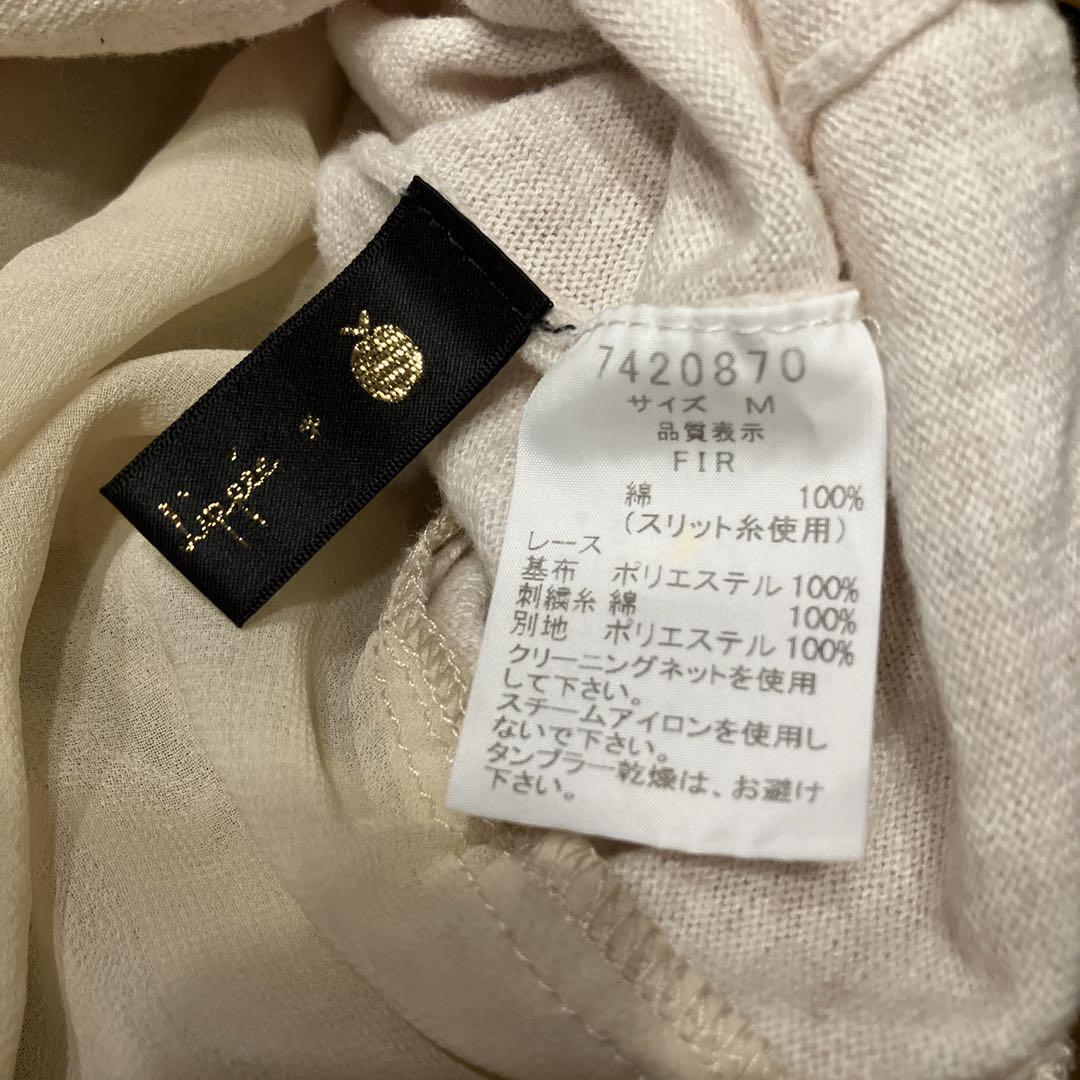 7420870
サイズ M
品質表示
FIR
綿 100%
(スリット糸使用)
レース
基布 ポリエステル 100%
刺繍糸 綿 100%
別地 ポリエステル 100%
クリーニングネットを使用
して下さい。
スチームアイロンを使用し
ないで下さい。
タンブラー乾燥は、お避け
下さい。